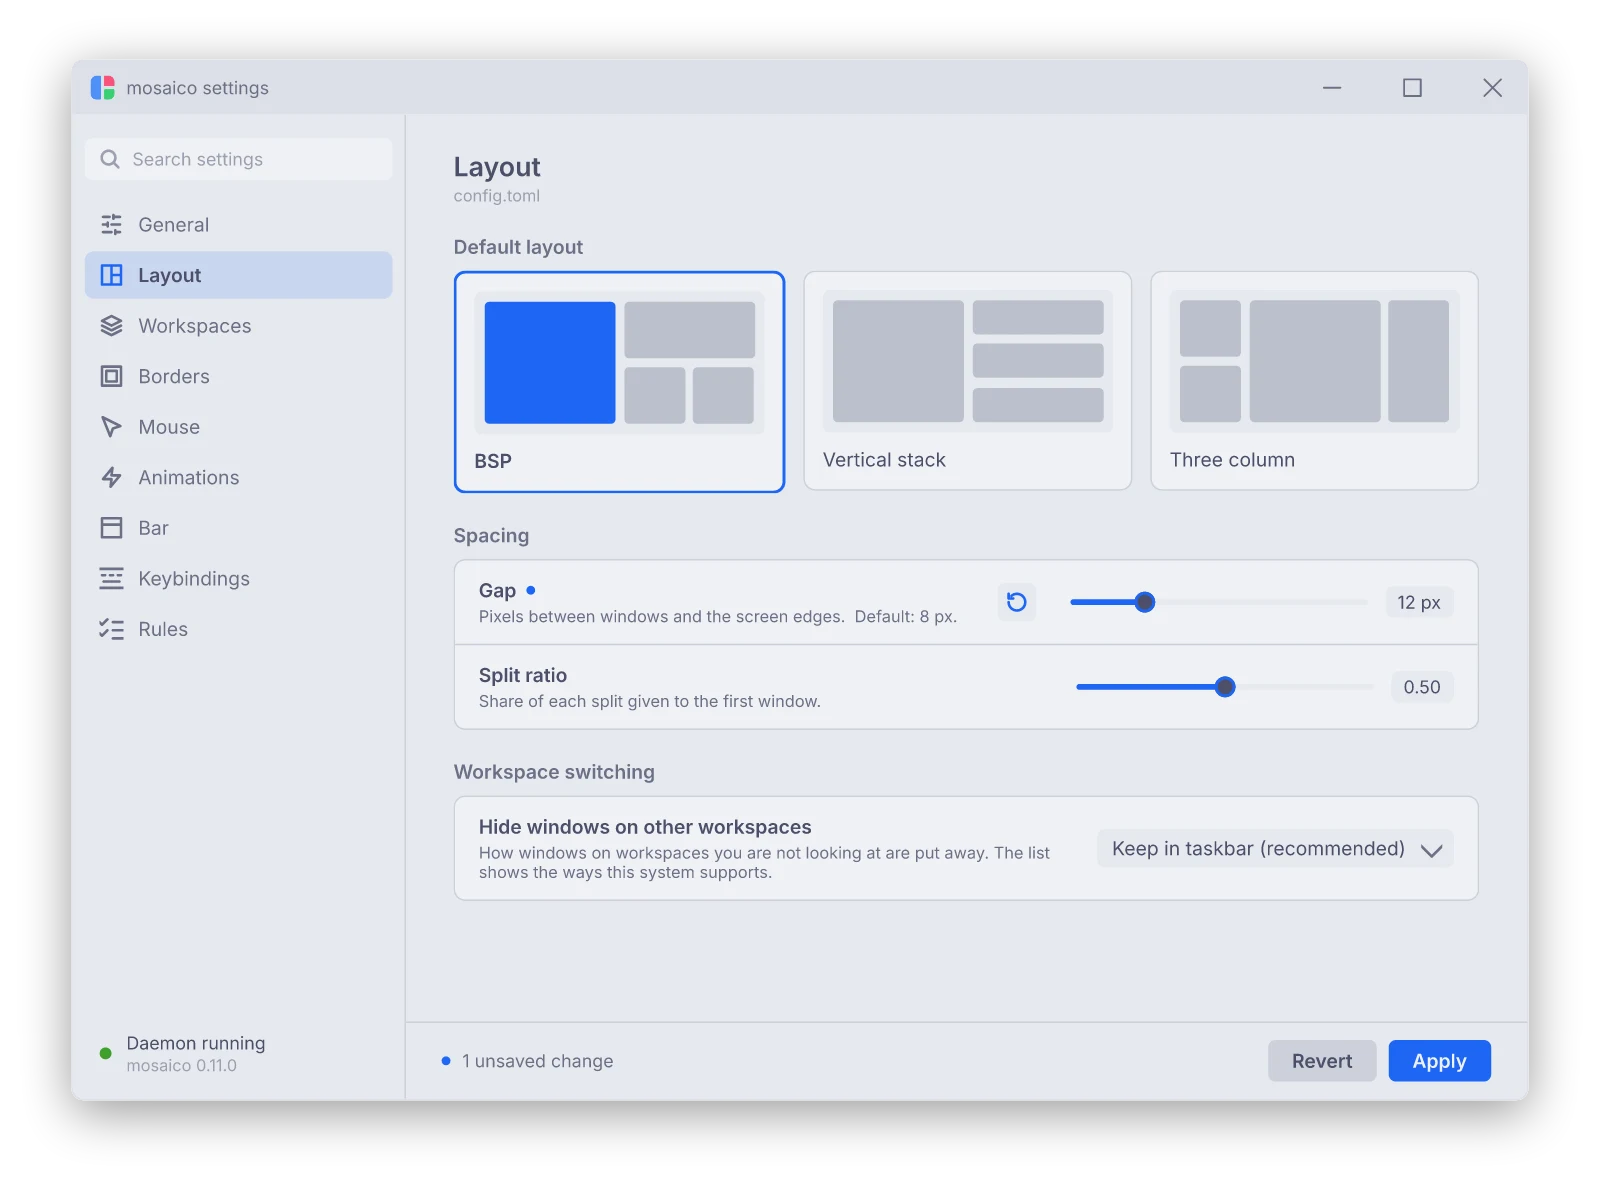 mosaico settings
Search settings
General
Layout
Workspaces
Borders
Mouse
Animations
Bar
Keybindings
Rules
Daemon running
mosaico 0.11.0
Layout
config.toml
Default layout
BSP
Vertical stack
Three column
Spacing
Gap
Pixels between windows and the screen edges. Default: 8 px.
12 px
Split ratio
Share of each split given to the first window.
0.50
Workspace switching
Hide windows on other workspaces
How windows on workspaces you are not looking at are put away. The list
shows the ways this system supports.
Keep in taskbar (recommended)
1 unsaved change
Revert
Apply